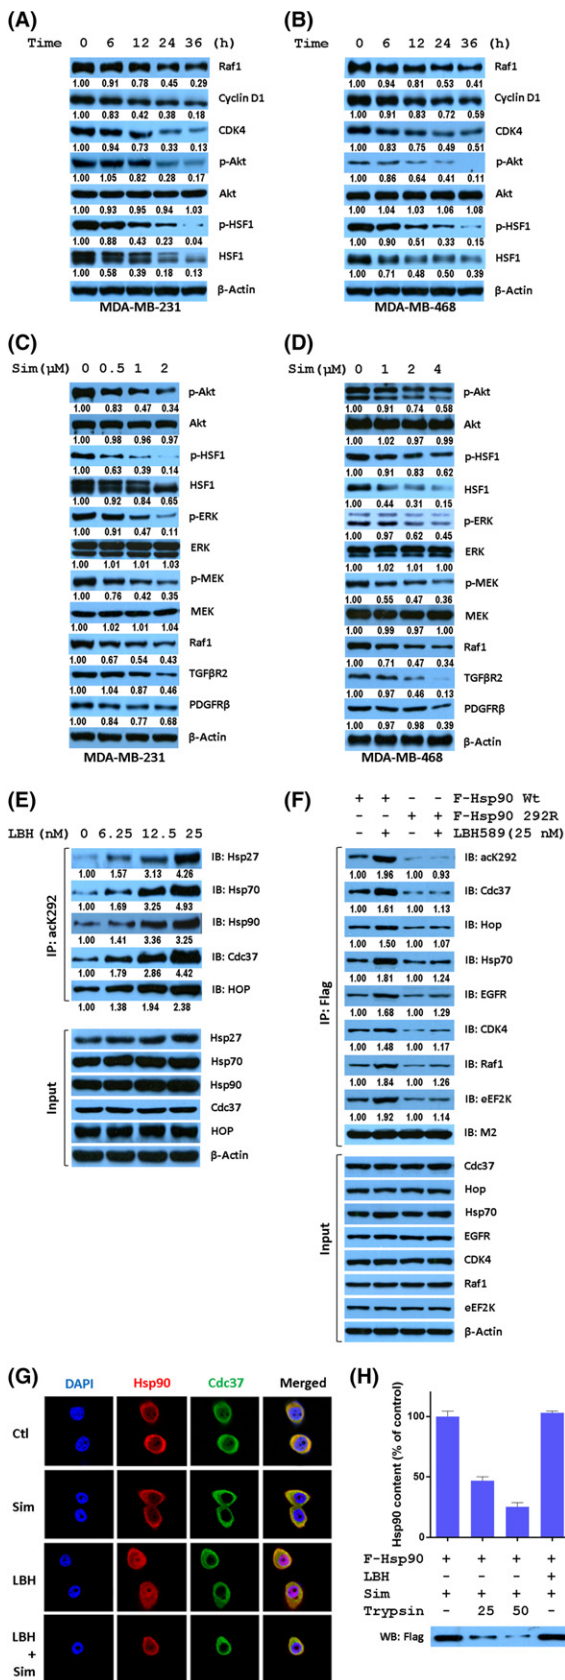 (A)
Time 0 6 12 24 36 (h)
Raf1
1.00 0.91 0.78 0.45 0.29
Cyclin D1
1.00 0.83 0.42 0.38 0.18
CDK4
1.00 0.94 0.73 0.33 0.13
p-Akt
1.00 1.05 0.82 0.28 0.17
Akt
1.00 0.93 0.95 0.94 1.03
p-HSF1
1.00 0.88 0.43 0.23 0.04
HSF1
1.00 0.58 0.39 0.18 0.13
β-Actin
MDA-MB-231
(B)
Time 0 6 12 24 36 (h)
Raf1
1.00 0.94 0.81 0.53 0.41
Cyclin D1
1.00 0.91 0.83 0.72 0.59
CDK4
1.00 0.83 0.75 0.49 0.51
p-Akt
1.00 0.86 0.64 0.41 0.11
Akt
1.00 1.04 1.03 1.06 1.08
p-HSF1
1.00 0.90 0.51 0.33 0.15
HSF1
1.00 0.71 0.48 0.50 0.39
β-Actin
MDA-MB-468
(C)
Sim(μM) 0 0.5 1 2
p-Akt
1.00 0.83 0.47 0.34
Akt
1.00 0.98 0.96 0.97
p-HSF1
1.00 0.63 0.39 0.14
HSF1
1.00 0.92 0.84 0.65
p-ERK
1.00 0.91 0.47 0.11
ERK
1.00 1.01 1.01 1.03
p-MEK
1.00 0.76 0.42 0.35
MEK
1.00 1.02 1.01 1.04
Raf1
1.00 0.67 0.54 0.43
TGFβR2
1.00 1.04 0.87 0.46
PDGFRβ
1.00 0.84 0.77 0.68
β-Actin
MDA-MB-231
(D)
Sim(μM) 0 1 2 4
p-Akt
1.00 0.91 0.74 0.58
Akt
1.00 1.02 0.97 0.99
p-HSF1
1.00 0.91 0.83 0.62
HSF1
1.00 0.44 0.31 0.15
p-ERK
1.00 0.97 0.62 0.45
ERK
1.00 1.02 1.01 1.00
p-MEK
1.00 0.55 0.47 0.36
MEK
1.00 0.99 0.97 1.00
Raf1
1.00 0.71 0.47 0.34
TGFβR2
1.00 0.97 0.46 0.13
PDGFRβ
1.00 0.97 0.98 0.39
β-Actin
MDA-MB-468
(E)
LBH (nM) 0 6.25 12.5 25
IP: acK292
IB: Hsp27
1.00 1.57 3.13 4.26
IB: Hsp70
1.00 1.69 3.25 4.93
IB: Hsp90
1.00 1.41 3.36 3.25
IB: Cdc37
1.00 1.79 2.86 4.42
IB: HOP
1.00 1.38 1.94 2.38
Input
Hsp27
Hsp70
Hsp90
Cdc37
HOP
β-Actin
(F)
+ + - - F-Hsp90 Wt
- - + + F-Hsp90 292R
- + - + LBH589(25 nM)
IP: Flag
IB: acK292
1.00 1.96 1.00 0.93
IB: Cdc37
1.00 1.61 1.00 1.13
IB: Hop
1.00 1.50 1.00 1.07
IB: Hsp70
1.00 1.81 1.00 1.24
IB: EGFR
1.00 1.68 1.00 1.29
IB: CDK4
1.00 1.48 1.00 1.17
IB: Raf1
1.00 1.84 1.00 1.26
IB: eEF2K
1.00 1.92 1.00 1.14
IB: M2
Input
Cdc37
Hop
Hsp70
EGFR
CDK4
Raf1
eEF2K
β-Actin
(G)
DAPI Hsp90 Cdc37 Merged
Ctl
Sim
LBH
LBH
+
Sim
(H)
Hsp90 content (% of control)
100
50
0
F-Hsp90 + + + +
LBH - - - +
Sim + + + +
Trypsin - 25 50 -
WB: Flag